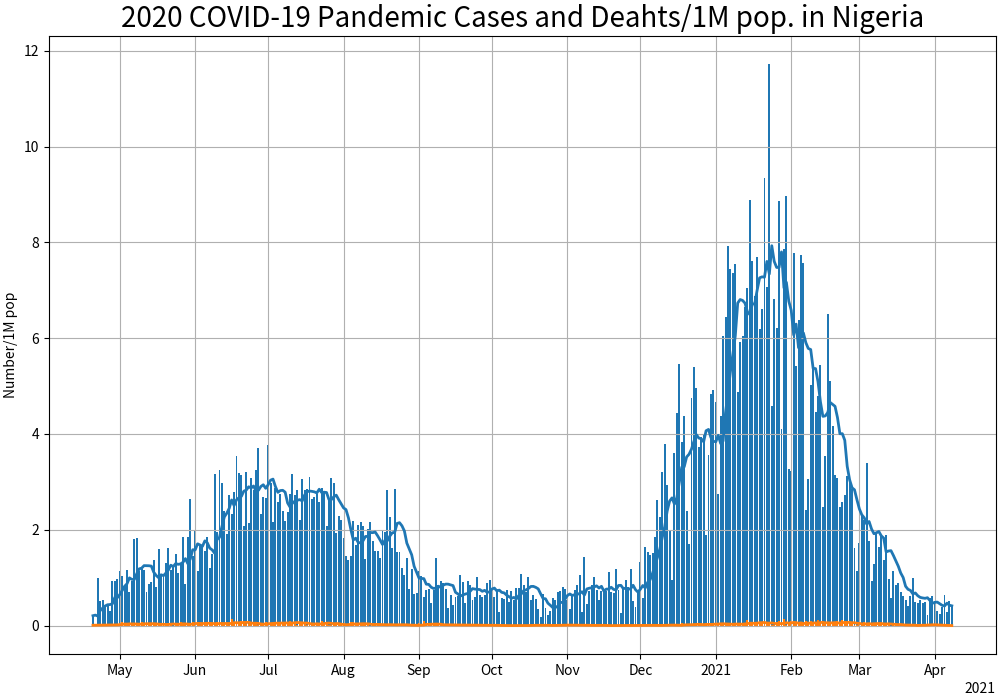 2020 COVID-19 Pandemic Cases and Deahts/1M pop. in Nigeria
Number/1M pop
12
10
8
6
4
2
0
May Jun Jul Aug Sep Oct Nov Dec 2021 Feb Mar Apr
2021